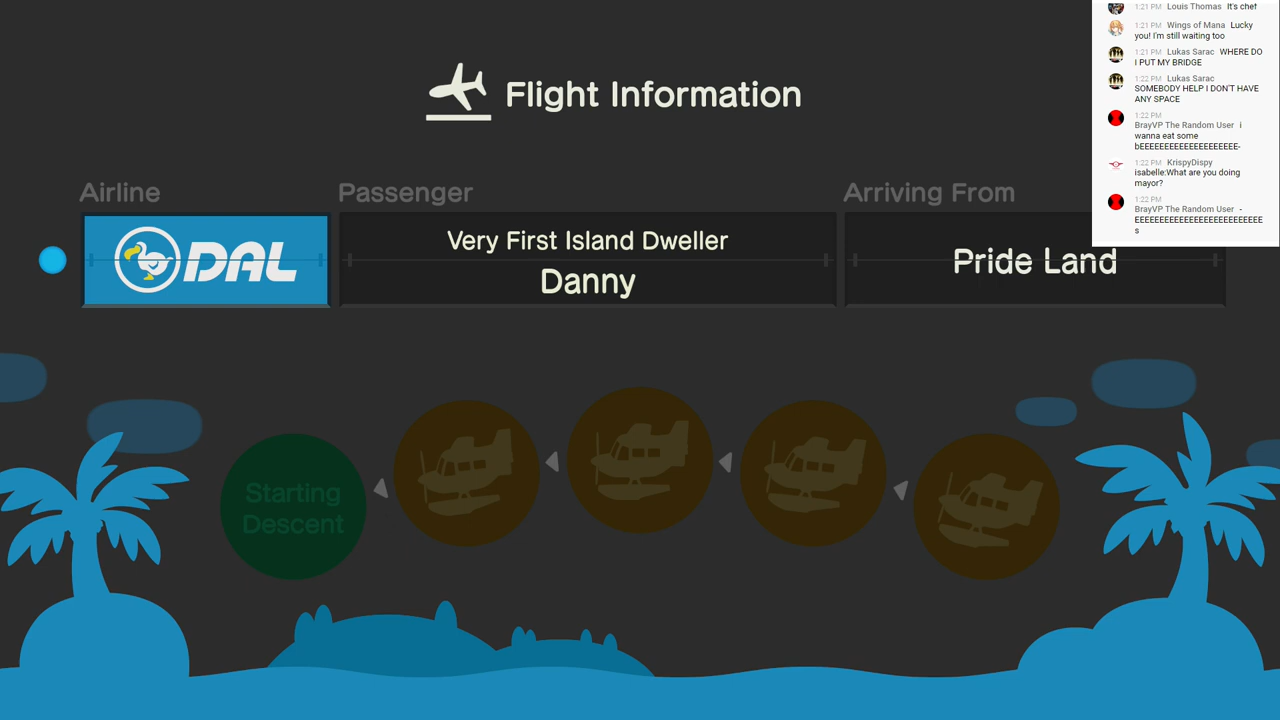 Flight Information
Airline
Passenger
Arriving From
DAL
Very First Island Dweller
Danny
Pride Land
Starting
Descent
1:21 PM Louis Thomas It's chef
1:21 PM Wings of Mana Lucky
you! I'm still waiting too
1:21 PM Lukas Sarac WHERE DO
I PUT MY BRIDGE
1:22 PM Lukas Sarac
SOMEBODY HELP I DON'T HAVE
ANY SPACE
1:22 PM
BrayVP The Random User i
wanna eat some
bEEEEEEEEEEEEEEEEEEEE-
1:22 PM KrispyDispy
isabelle:What are you doing
mayor?
1:22 PM
BrayVP The Random User -
EEEEEEEEEEEEEEEEEEEEEEEEE
s